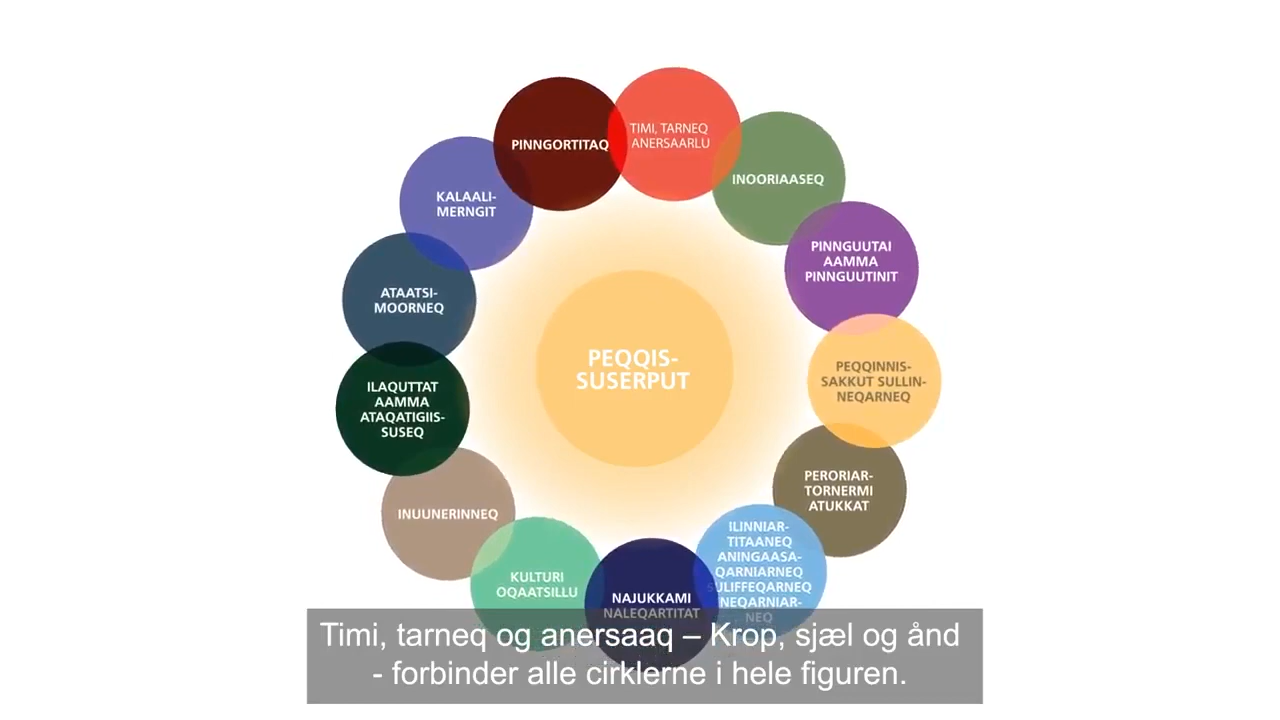 PINNGORTITAQ
TIMI, TARNEQ
ANERSAARLU
INOORIAASEQ
PINNGUUTAI
AAMMA
PINNGUUTINIT
PEQQINNIS-
SAKKUT SULLIN-
NEQARNEQ
PERORIAR-
TORNERMI
ATUKKAT
ILINNIAR-
TITAANEQ
ANINGAASA-
QARNIARNEQ
SULIFFEQARNEQ
NEQARNIAR-
NEQ
NAJUKKAMI
NALEQARTITAT
KULTURI
OQAATSILLU
INUUNERINNEQ
ILAQUTTAT
AAMMA
ATAQATIGIIS-
SUSEQ
ATAATSI-
MOORNEQ
KALAALI-
MERNGIT
PEQQIS-
SUSERPUT
Timi, tarneq og anersaaq – Krop, sjæl og ånd
- forbinder alle cirklerne i hele figuren.